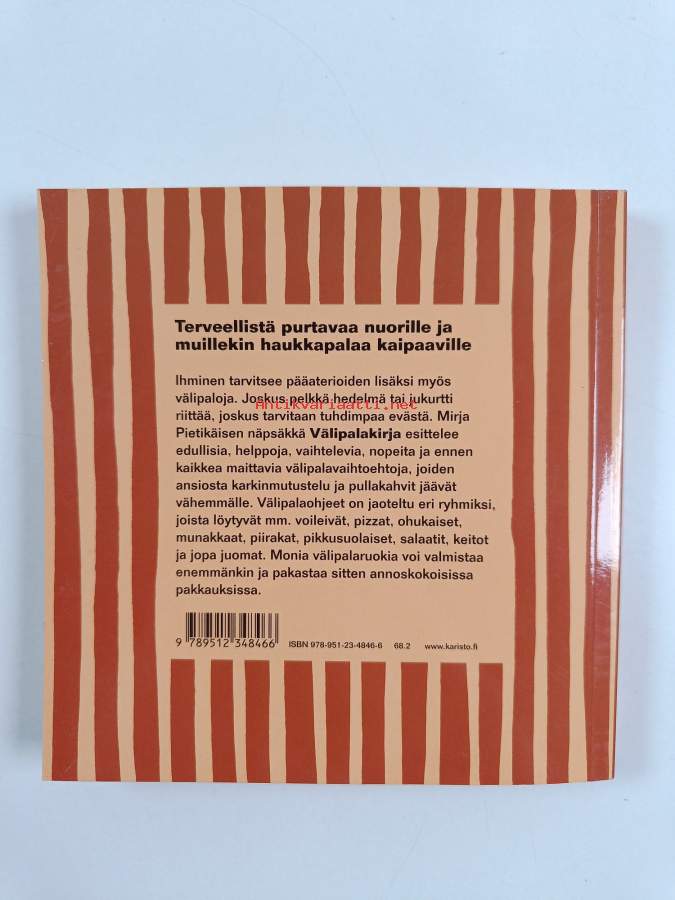 Terveellistä purtavaa nuorille ja
muillekin haukkapalaa kaipaaville
Ihminen tarvitsee pääaterioiden lisäksi myös
välipaloja. Joskus pelkkä hedelmä tai jukurtti
Antikvariaatti.net
riittää, joskus tarvitaan tuhdimpaa evästä. Mirja
Pietikäisen näpsäkkä Välipalakirja esittelee
edullisia, helppoja, vaihtelevia, nopeita ja ennen
kaikkea maittavia välipalavaihtoehtoja, joiden
ansiosta karkinmutustelu ja pullakahvit jäävät
vähemmälle. Välipalaohjeet on jaoteltu eri ryhmiksi,
joista löytyvät mm. voileivät, pizzat, ohukaiset,
munakkaat, piirakat, pikkusuolaiset, salaatit, keitot
ja jopa juomat. Monia välipalaruokia voi valmistaa
enemmänkin ja pakastaa sitten annoskokoisissa
pakkauksissa.
9 789512 348466
ISBN 978-951-23-4846-6 68.2 www.karisto.fi